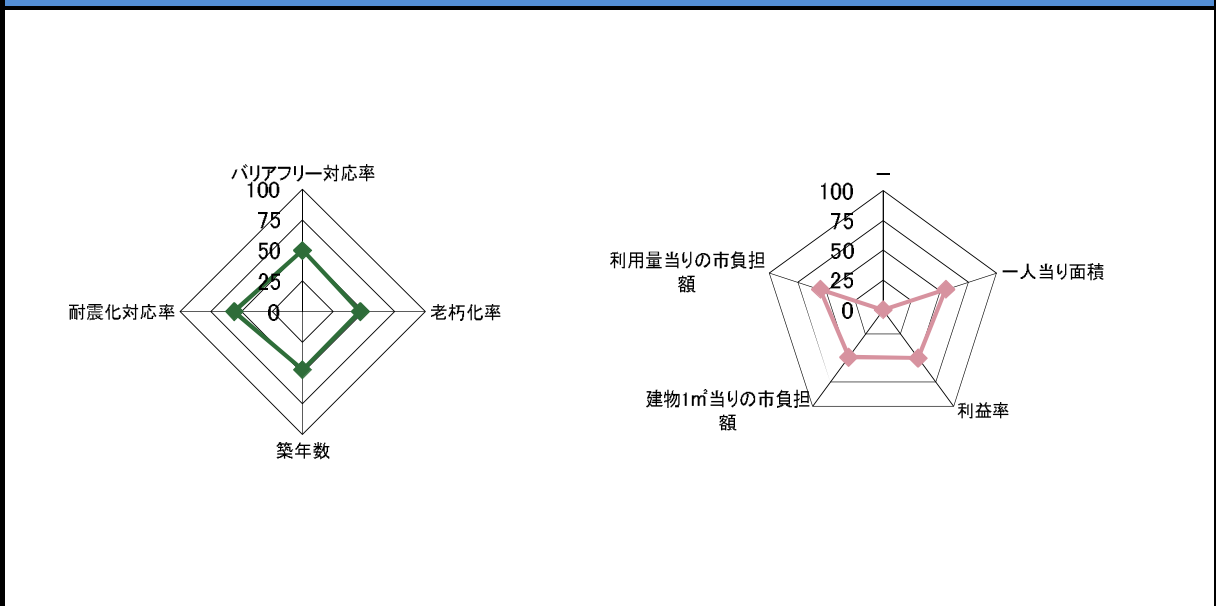 バリアフリー対応率
100
75
50
25
0
耐震化対応率
老朽化率
築年数
ー
100
75
50
25
0
利用量当りの市負担
額
一人当り面積
建物1㎡当りの市負担
額
利益率